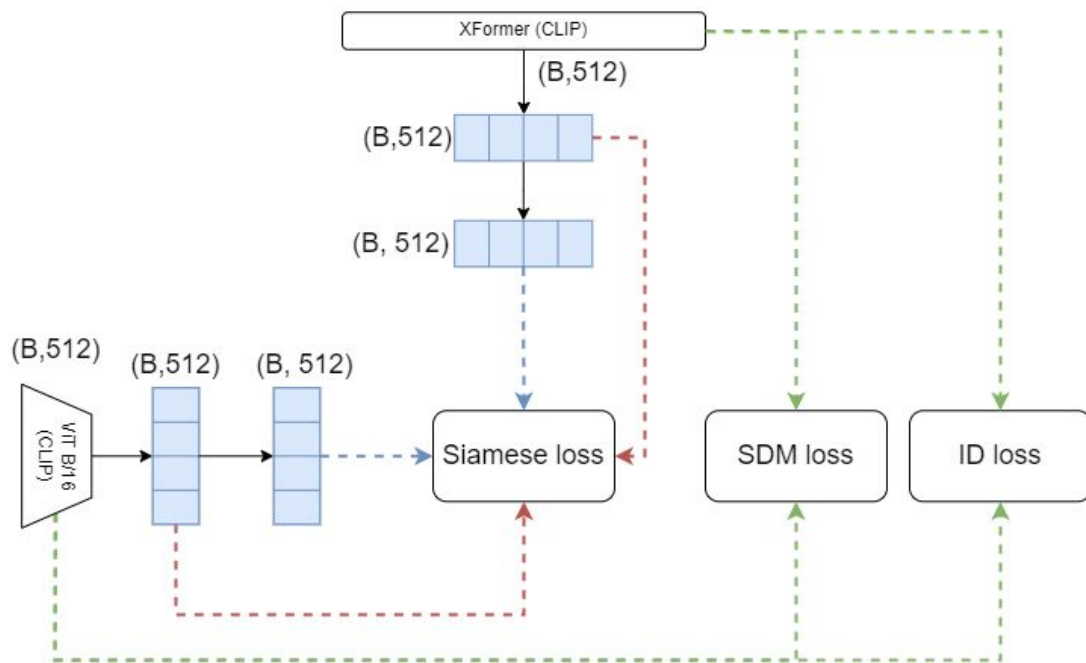 XFormer (CLIP)
(B,512)
(B,512)
(B, 512)
(B,512)
(B,512)
(B, 512)
ViT B/16
(CLIP)
Siamese loss
SDM loss
ID loss